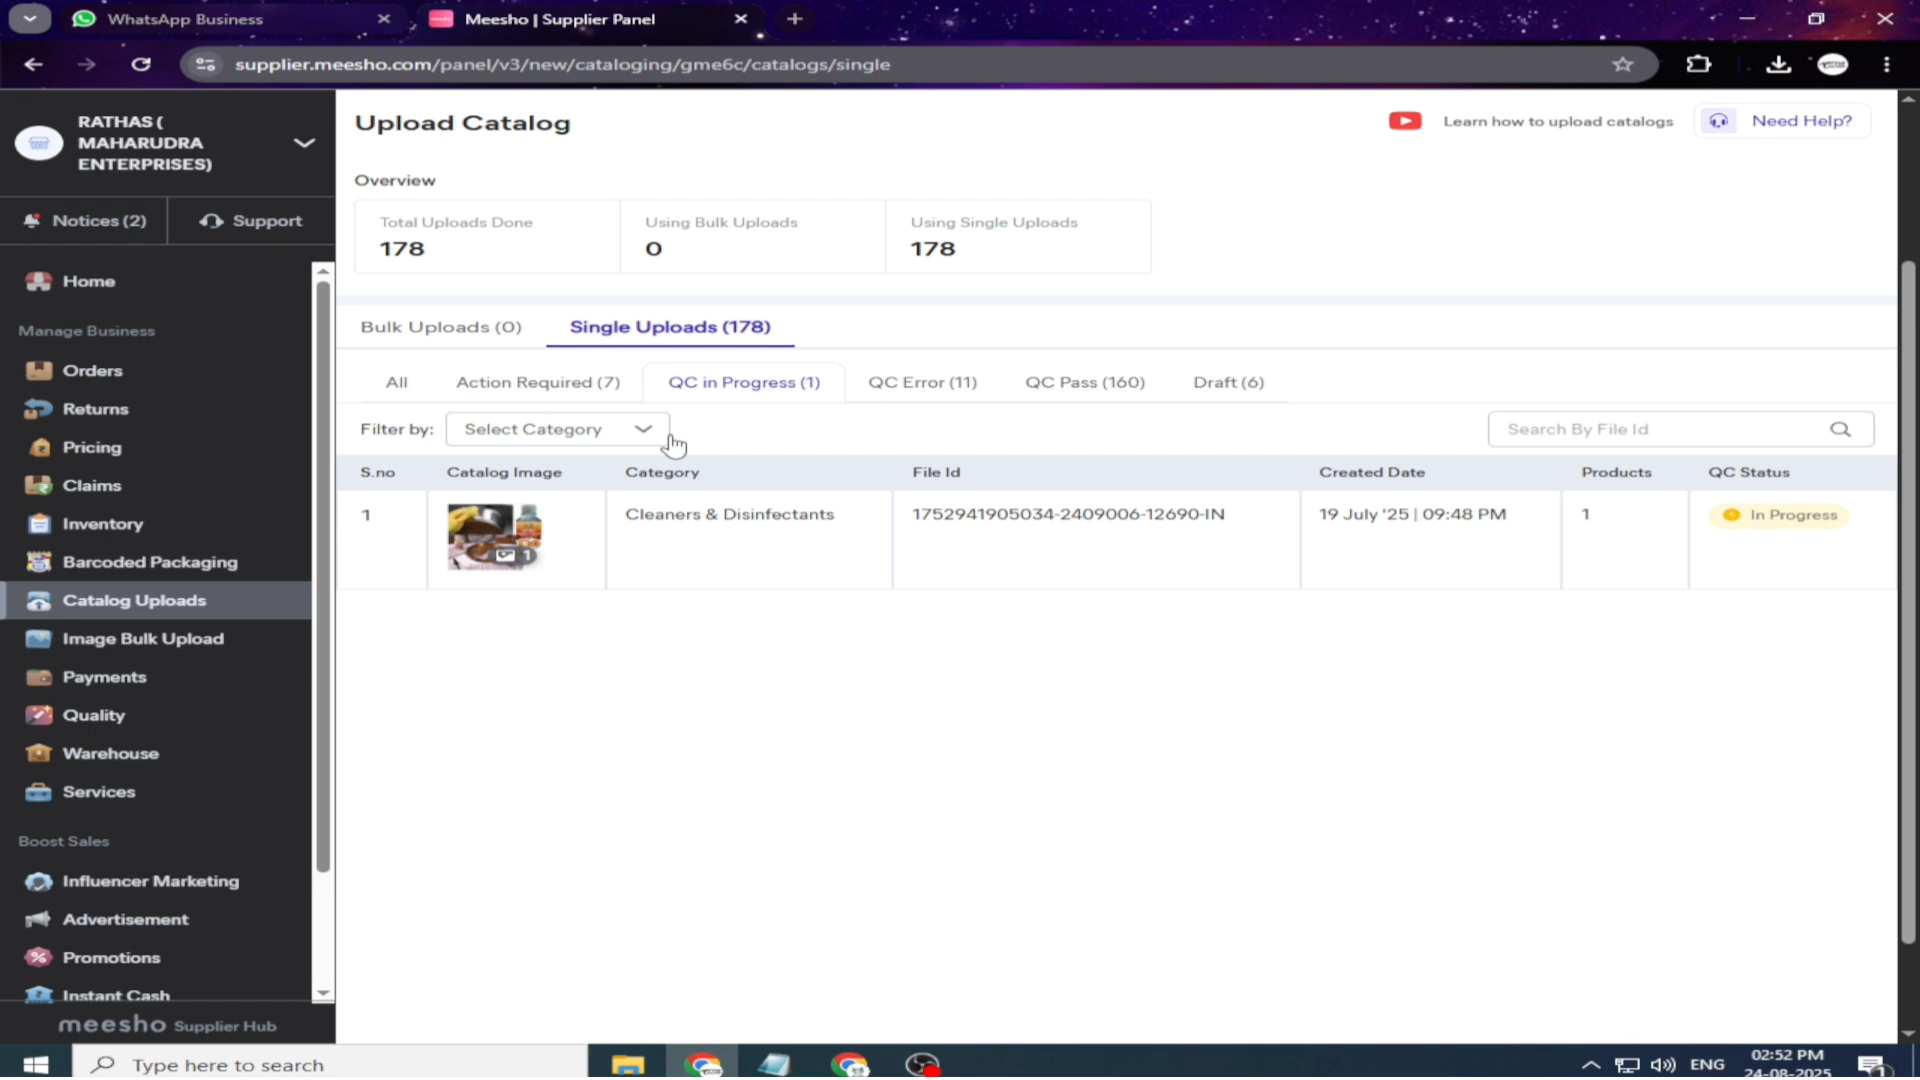 WhatsApp Business
Meesho | Supplier Panel
supplier.meesho.com/panel/v3/new/cataloging/gme6c/catalogs/single
RATHAS (
MAHARUDRA
ENTERPRISES)
Notices (2)
Support
Home
Manage Business
Orders
Returns
Pricing
Claims
Inventory
Barcoded Packaging
Catalog Uploads
Image Bulk Upload
Payments
Quality
Warehouse
Services
Boost Sales
Influencer Marketing
Advertisement
Promotions
Instant Cash
meesho Supplier Hub
Upload Catalog
Learn how to upload catalogs
Need Help?
Overview
Total Uploads Done
178
Using Bulk Uploads
0
Using Single Uploads
178
Bulk Uploads (0)
Single Uploads (178)
All
Action Required (7)
QC in Progress (1)
QC Error (11)
QC Pass (160)
Draft (6)
Filter by:
Select Category
Search By File Id
S.no
Catalog Image
Category
File Id
Created Date
Products
QC Status
1
1
Cleaners & Disinfectants
1752941905034-2409006-12690-IN
19 July '25 | 09:48 PM
1
In Progress
Type here to search
ENG
02:52 PM
24-08-2025
1